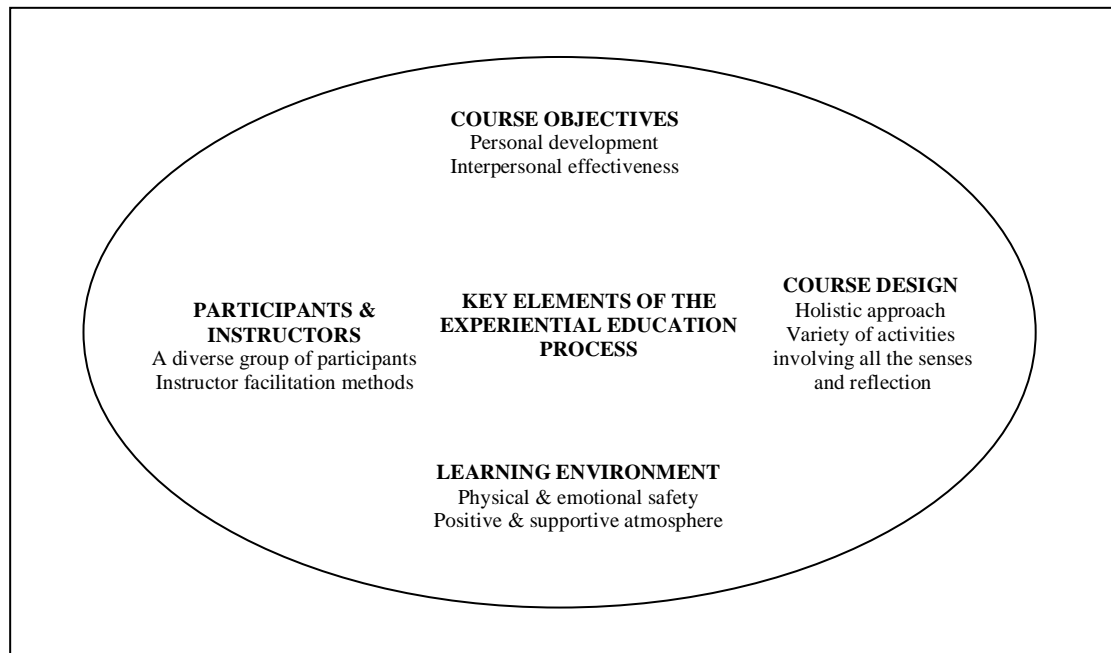 COURSE OBJECTIVES
Personal development
Interpersonal effectiveness
PARTICIPANTS &
INSTRUCTORS
A diverse group of participants
Instructor facilitation methods
KEY ELEMENTS OF THE
EXPERIENTIAL EDUCATION
PROCESS
COURSE DESIGN
Holistic approach
Variety of activities
involving all the senses
and reflection
LEARNING ENVIRONMENT
Physical & emotional safety
Positive & supportive atmosphere